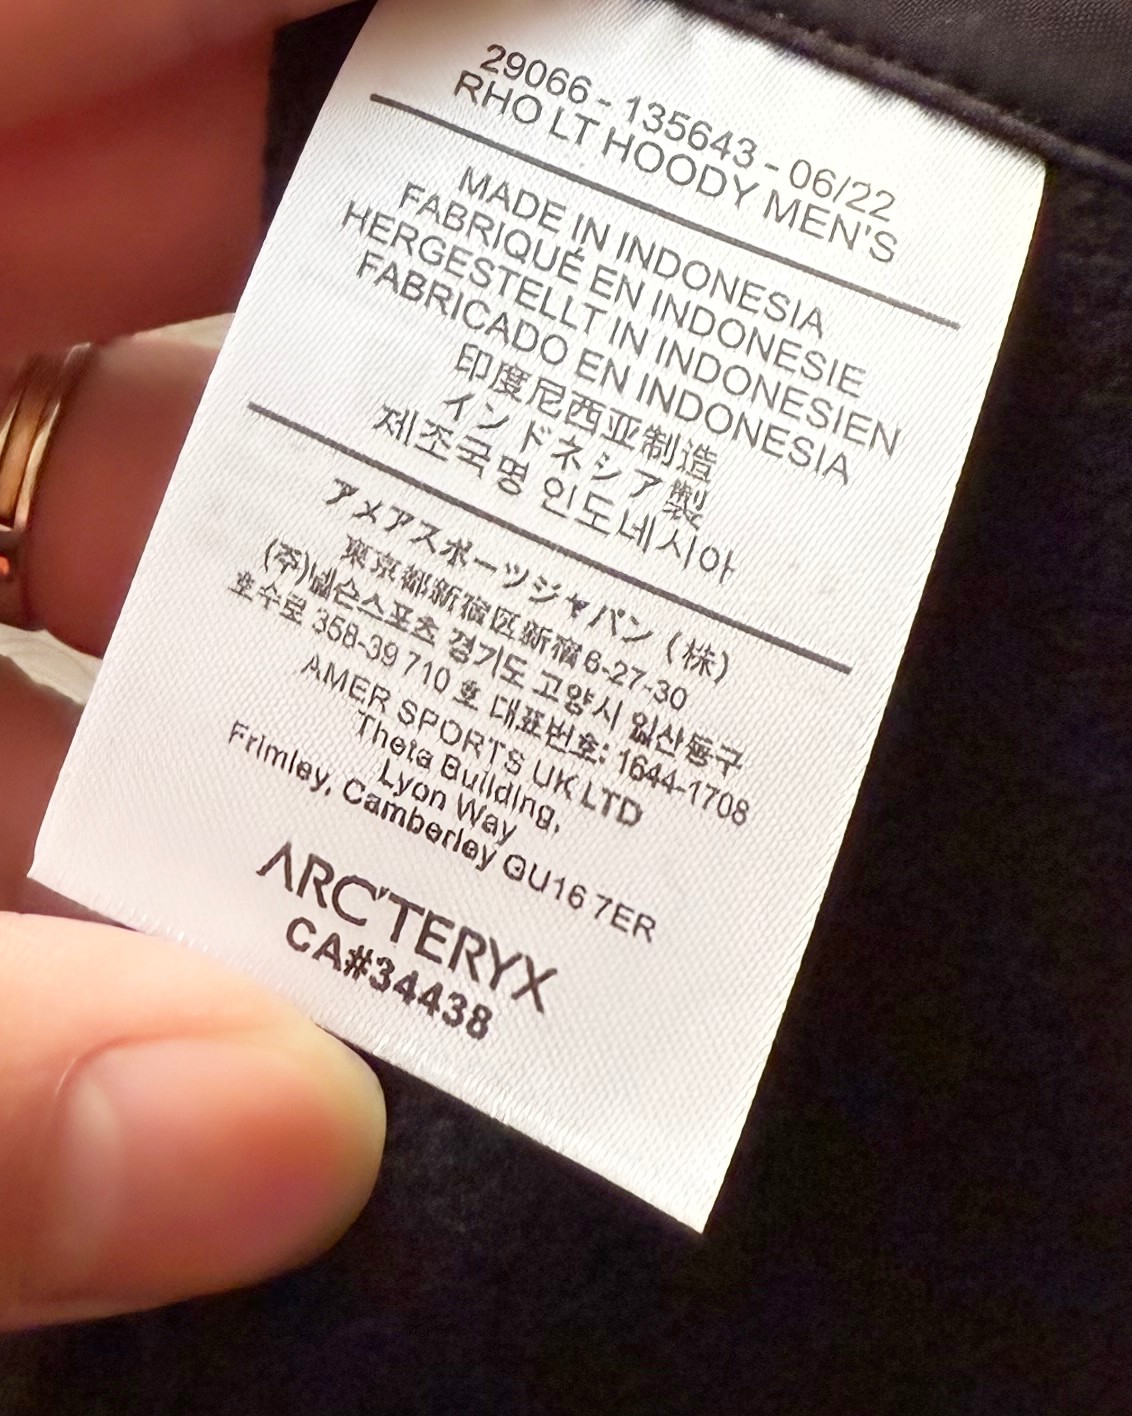 29066 - 135643 - 06/22
RHO LT HOODY MEN'S
MADE IN INDONESIA
FABRIQUÉ EN INDONESIE
HERGESTELLT IN INDONESIEN
FABRICADO EN INDONESIA
印度尼西亚制造
インドネシア製
제조국명 인도네시아
アメアスポーツジャパン (株)
東京都新宿区新宿 6-27-30
(주)넬슨스포츠 경기도 고양시 일산동구
호수로 358-39 710 호 대표번호: 1644-1708
AMER SPORTS UK LTD
Theta Building,
Lyon Way
Frimley, Camberley GU16 7ER
ARC'TERYX
CA#34438